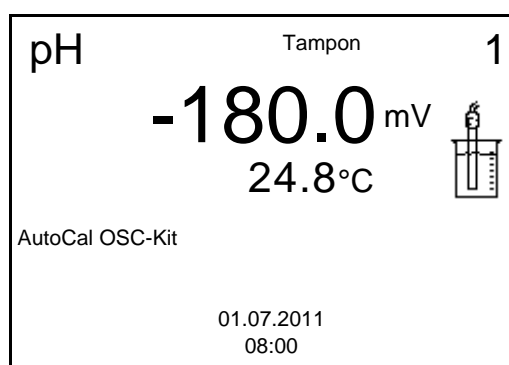 pH Tampon 1
-180.0 mV
24.8°C
AutoCal OSC-Kit
01.07.2011
08:00